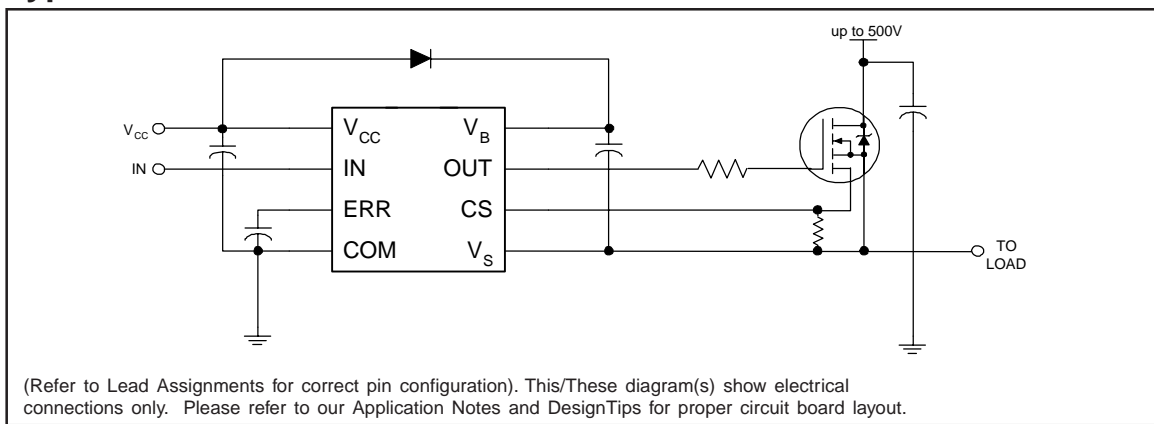 up to 500V
VCC
IN
VCC
IN
ERR
COM
VB
OUT
CS
VS
TO
LOAD
(Refer to Lead Assignments for correct pin configuration). This/These diagram(s) show electrical
connections only. Please refer to our Application Notes and DesignTips for proper circuit board layout.